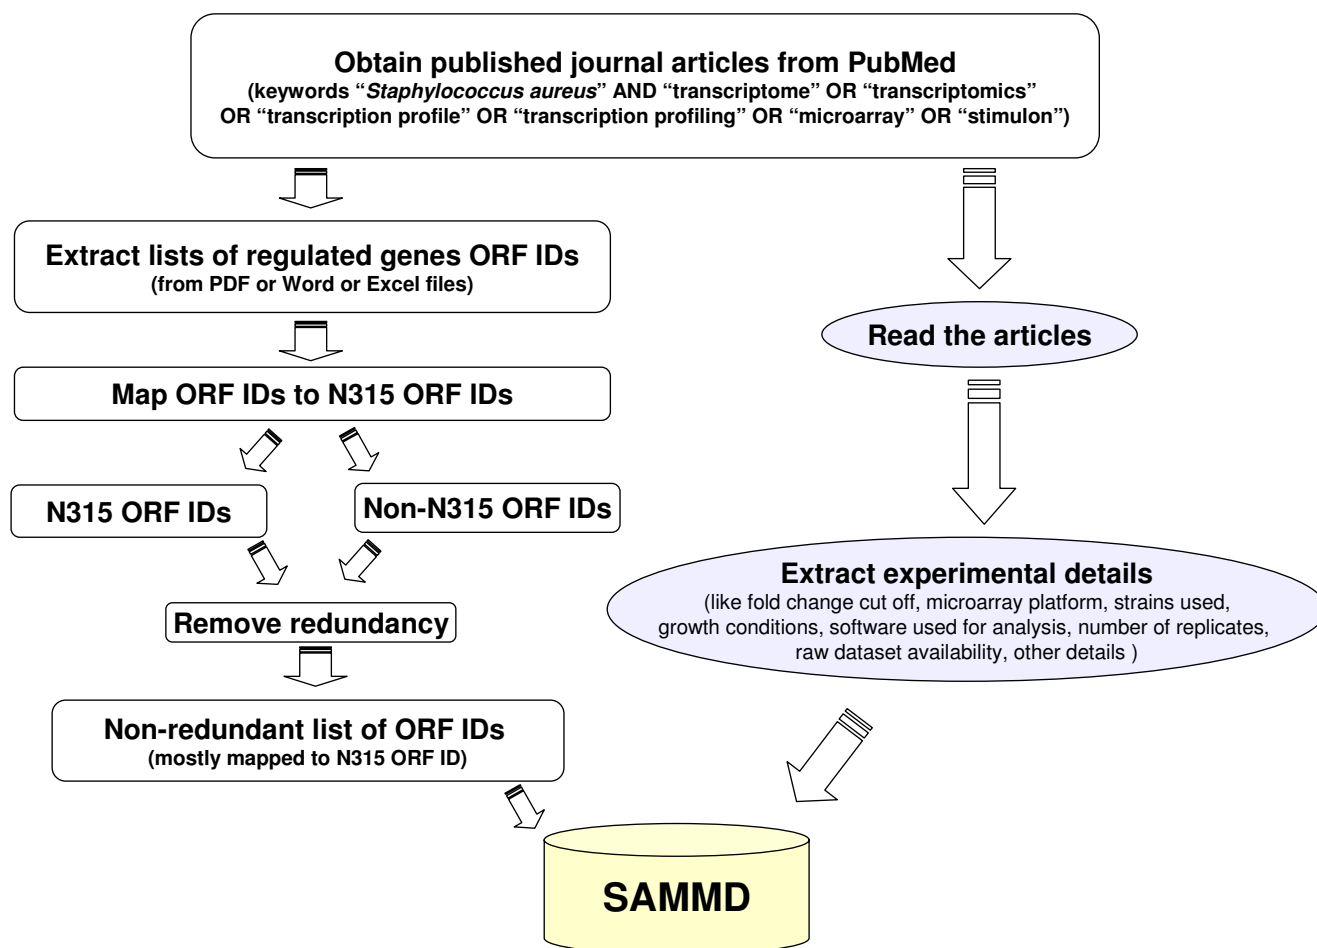 Obtain published journal articles from PubMed
(keywords “Staphylococcus aureus” AND “transcriptome” OR “transcriptomics”
OR “transcription profile” OR “transcription profiling” OR “microarray” OR “stimulon”)
Extract lists of regulated genes ORF IDs
(from PDF or Word or Excel files)
Map ORF IDs to N315 ORF IDs
N315 ORF IDs
Non-N315 ORF IDs
Remove redundancy
Non-redundant list of ORF IDs
(mostly mapped to N315 ORF ID)
Read the articles
Extract experimental details
(like fold change cut off, microarray platform, strains used,
growth conditions, software used for analysis, number of replicates,
raw dataset availability, other details )
SAMMD